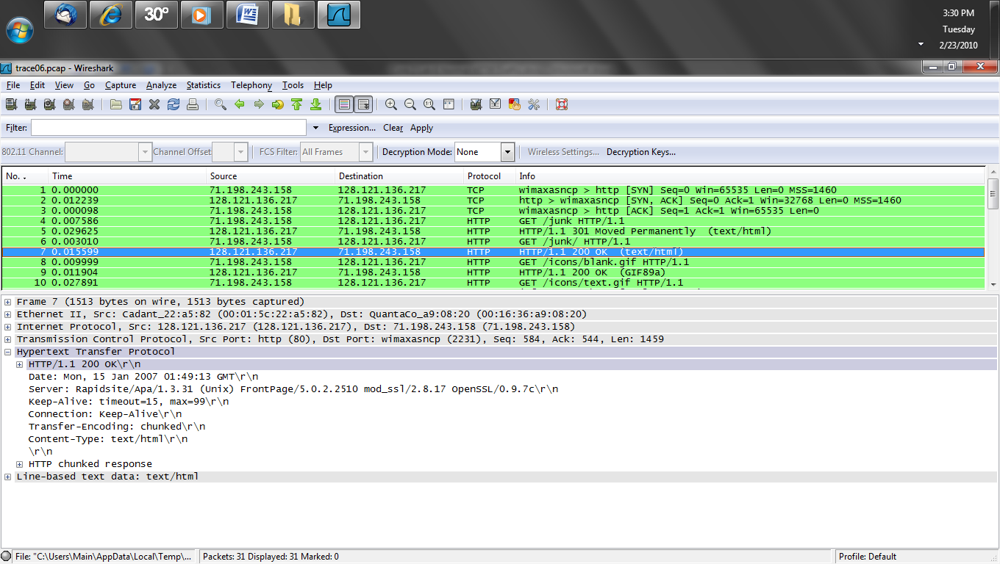 30°
3:30 PM
Tuesday
2/23/2010
trace06.pcap - Wireshark
File Edit View Go Capture Analyze Statistics Telephony Tools Help
Filter: Expression... Clear Apply
802.11 Channel: Channel Offset FCS Filter: All Frames Decryption Mode: None Wireless Settings... Decryption Keys...
No. . Time Source Destination Protocol Info
1 0.000000 71.198.243.158 128.121.136.217 TCP wimaxasncp > http [SYN] Seq=0 Win=65535 Len=0 MSS=1460
2 0.012239 128.121.136.217 71.198.243.158 TCP http > wimaxasncp [SYN, ACK] Seq=0 Ack=1 Win=32768 Len=0 MSS=1460
3 0.000098 71.198.243.158 128.121.136.217 TCP wimaxasncp > http [ACK] Seq=1 Ack=1 Win=65535 Len=0
4 0.007586 71.198.243.158 128.121.136.217 HTTP GET /junk HTTP/1.1
5 0.029625 128.121.136.217 71.198.243.158 HTTP HTTP/1.1 301 Moved Permanently (text/html)
6 0.003010 71.198.243.158 128.121.136.217 HTTP GET /junk/ HTTP/1.1
7 0.015599 128.121.136.217 71.198.243.158 HTTP HTTP/1.1 200 OK (text/html)
8 0.009999 71.198.243.158 128.121.136.217 HTTP GET /icons/blank.gif HTTP/1.1
9 0.011904 128.121.136.217 71.198.243.158 HTTP HTTP/1.1 200 OK (GIF89a)
10 0.027891 71.198.243.158 128.121.136.217 HTTP GET /icons/text.gif HTTP/1.1
Frame 7 (1513 bytes on wire, 1513 bytes captured)
Ethernet II, Src: Cadant_22:a5:82 (00:01:5c:22:a5:82), Dst: QuantaCo_a9:08:20 (00:16:36:a9:08:20)
Internet Protocol, Src: 128.121.136.217 (128.121.136.217), Dst: 71.198.243.158 (71.198.243.158)
Transmission Control Protocol, Src Port: http (80), Dst Port: wimaxasncp (2231), Seq: 584, Ack: 544, Len: 1459
Hypertext Transfer Protocol
HTTP/1.1 200 OK\r\n
Date: Mon, 15 Jan 2007 01:49:13 GMT\r\n
Server: Rapidsite/Apa/1.3.31 (Unix) FrontPage/5.0.2.2510 mod_ssl/2.8.17 OpenSSL/0.9.7c\r\n
Keep-Alive: timeout=15, max=99\r\n
Connection: Keep-Alive\r\n
Transfer-Encoding: chunked\r\n
Content-Type: text/html\r\n
\r\n
HTTP chunked response
Line-based text data: text/html
File: "C:\Users\Main\AppData\Local\Temp\... Packets: 31 Displayed: 31 Marked: 0 Profile: Default